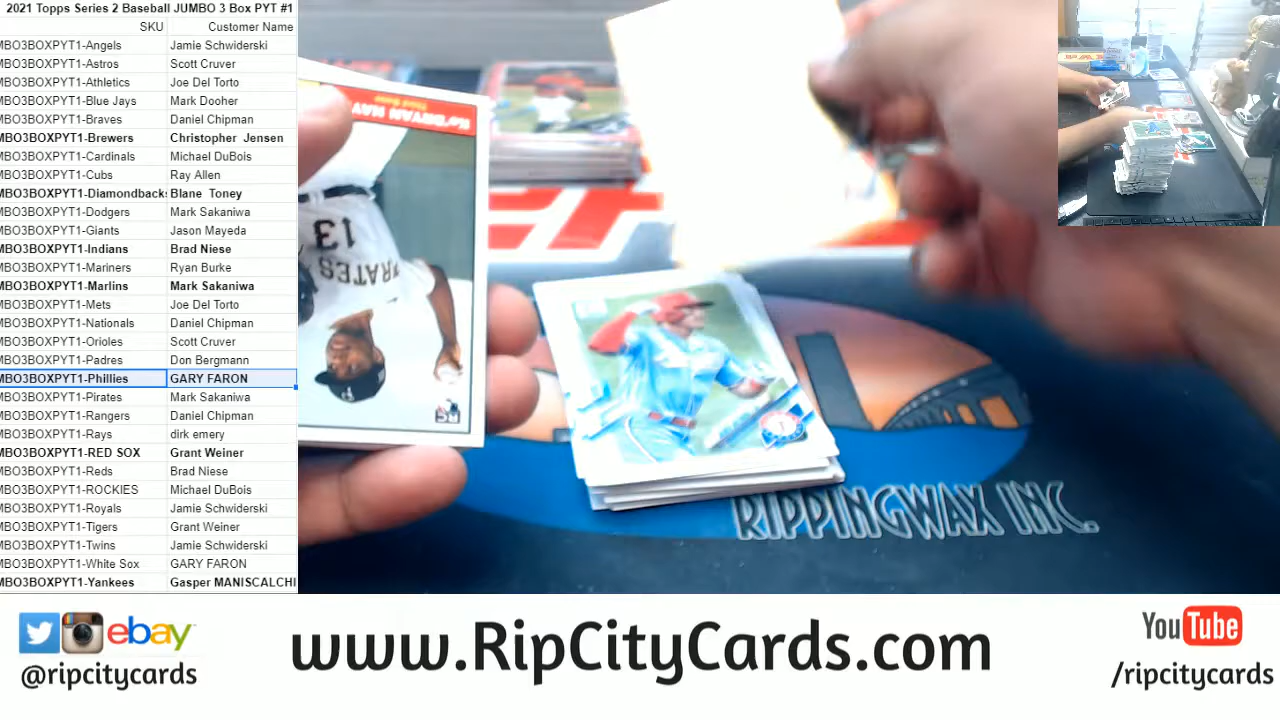 2021 Topps Series 2 Baseball JUMBO 3 Box PYT #1
SKU Customer Name
MBO3BOXPYT1-Angels Jamie Schwiderski
MBO3BOXPYT1-Astros Scott Cruver
MBO3BOXPYT1-Athletics Joe Del Torto
MBO3BOXPYT1-Blue Jays Mark Dooher
MBO3BOXPYT1-Braves Daniel Chipman
MBO3BOXPYT1-Brewers Christopher Jensen
MBO3BOXPYT1-Cardinals Michael DuBois
MBO3BOXPYT1-Cubs Ray Allen
MBO3BOXPYT1-Diamondbacks Blane Toney
MBO3BOXPYT1-Dodgers Mark Sakaniwa
MBO3BOXPYT1-Giants Jason Mayeda
MBO3BOXPYT1-Indians Brad Niese
MBO3BOXPYT1-Mariners Ryan Burke
MBO3BOXPYT1-Marlins Mark Sakaniwa
MBO3BOXPYT1-Mets Joe Del Torto
MBO3BOXPYT1-Nationals Daniel Chipman
MBO3BOXPYT1-Orioles Scott Cruver
MBO3BOXPYT1-Padres Don Bergmann
MBO3BOXPYT1-Phillies GARY FARON
MBO3BOXPYT1-Pirates Mark Sakaniwa
MBO3BOXPYT1-Rangers Daniel Chipman
MBO3BOXPYT1-Rays dirk emery
MBO3BOXPYT1-RED SOX Grant Weiner
MBO3BOXPYT1-Reds Brad Niese
MBO3BOXPYT1-ROCKIES Michael DuBois
MBO3BOXPYT1-Royals Jamie Schwiderski
MBO3BOXPYT1-Tigers Grant Weiner
MBO3BOXPYT1-Twins Jamie Schwiderski
MBO3BOXPYT1-White Sox GARY FARON
MBO3BOXPYT1-Yankees Gasper MANISCALCHI
Ke'BRYAN HAY
13
RATES
RIPPINGWAX INC.
ebay
@ripcitycards
www.RipCityCards.com
YouTube
/ripcitycards